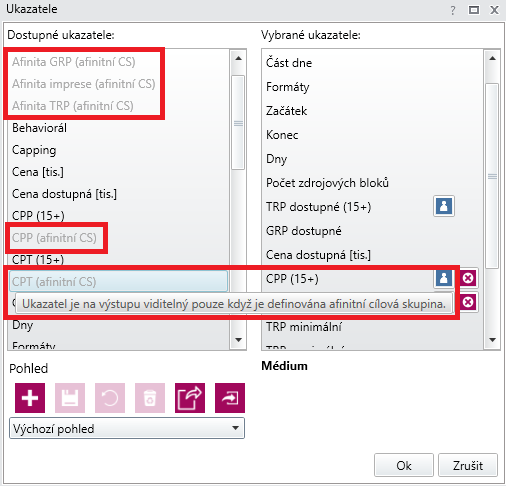 Ukazatele
?
Dostupné ukazatele:
Afinita GRP (afinitní CS)
Afinita imprese (afinitní CS)
Afinita TRP (afinitní CS)
Behaviorál
Capping
Cena [tis.]
Cena dostupná [tis.]
CPP (15+)
CPP (afinitní CS)
CPT (15+)
CPT (afinitní CS)
Ukazatel je na výstupu viditelný pouze když je definována afinitní cílová skupina.
Dny
Formáty
Vybrané ukazatele:
Část dne
Formáty
Začátek
Konec
Dny
Počet zdrojových bloků
TRP dostupné (15+)
GRP dostupné
Cena dostupná [tis.]
CPP (15+)
TRP minimální
Pohled
Výchozí pohled
Médium
Ok
Zrušit